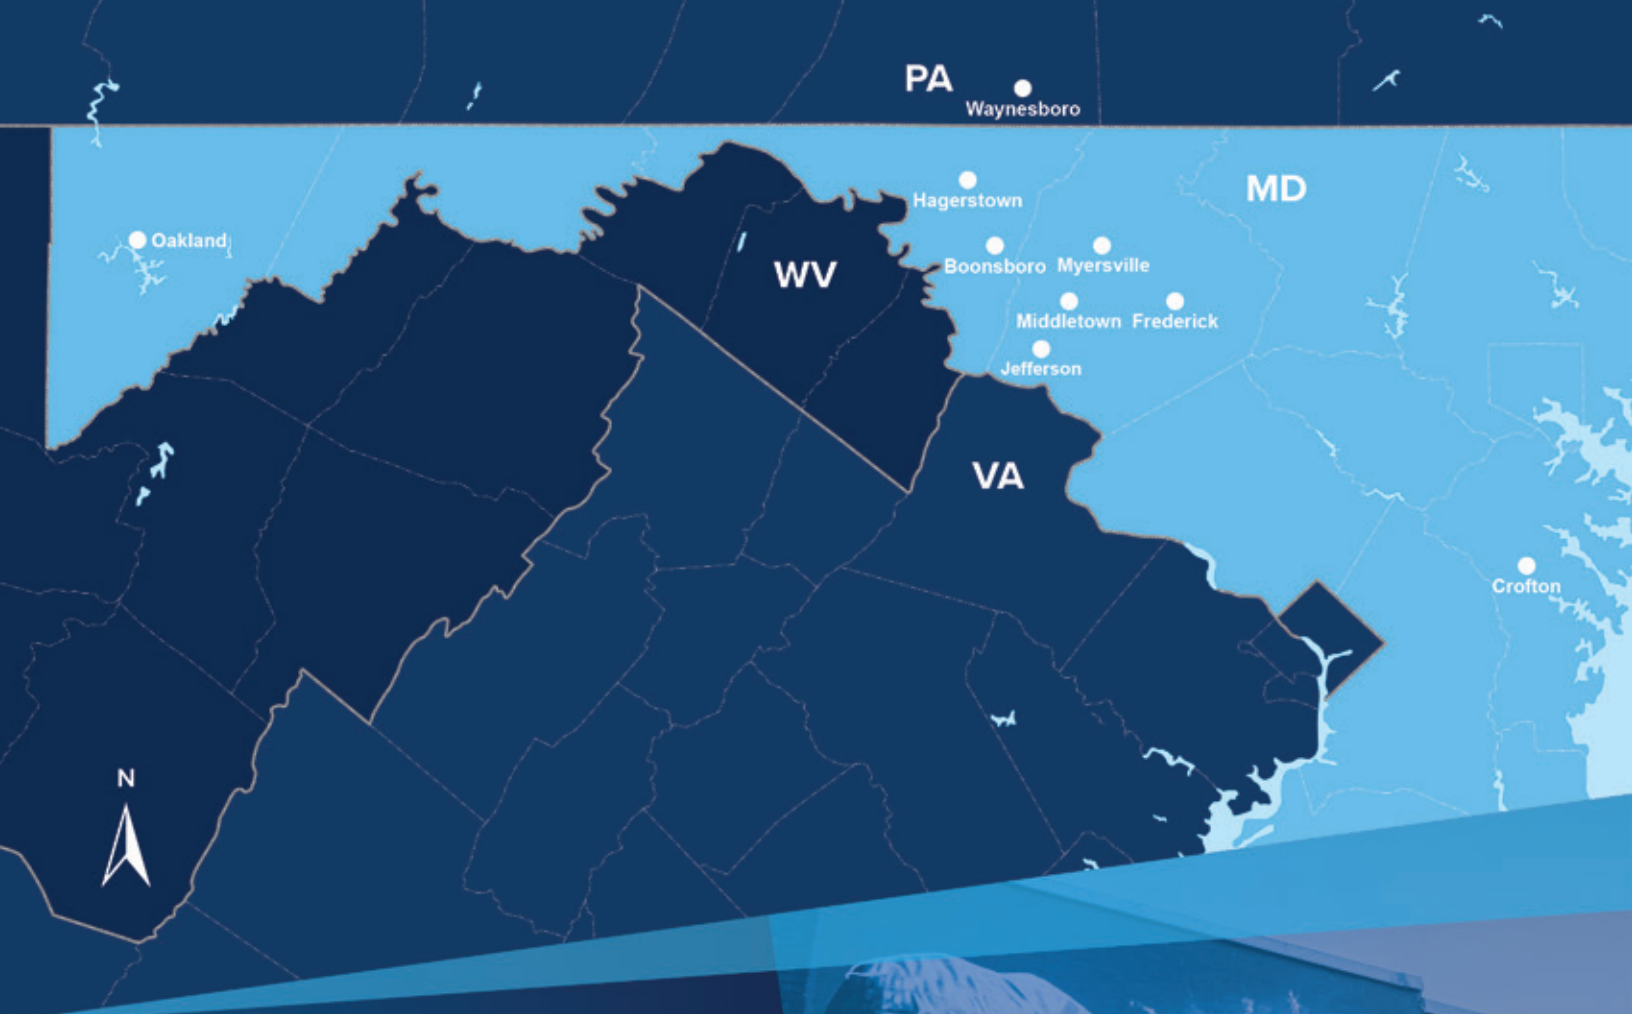 PA
Waynesboro
MD
Hagerstown
Oakland
Boonsboro Myersville
WV
Middletown Frederick
Jefferson
VA
Crofton
N